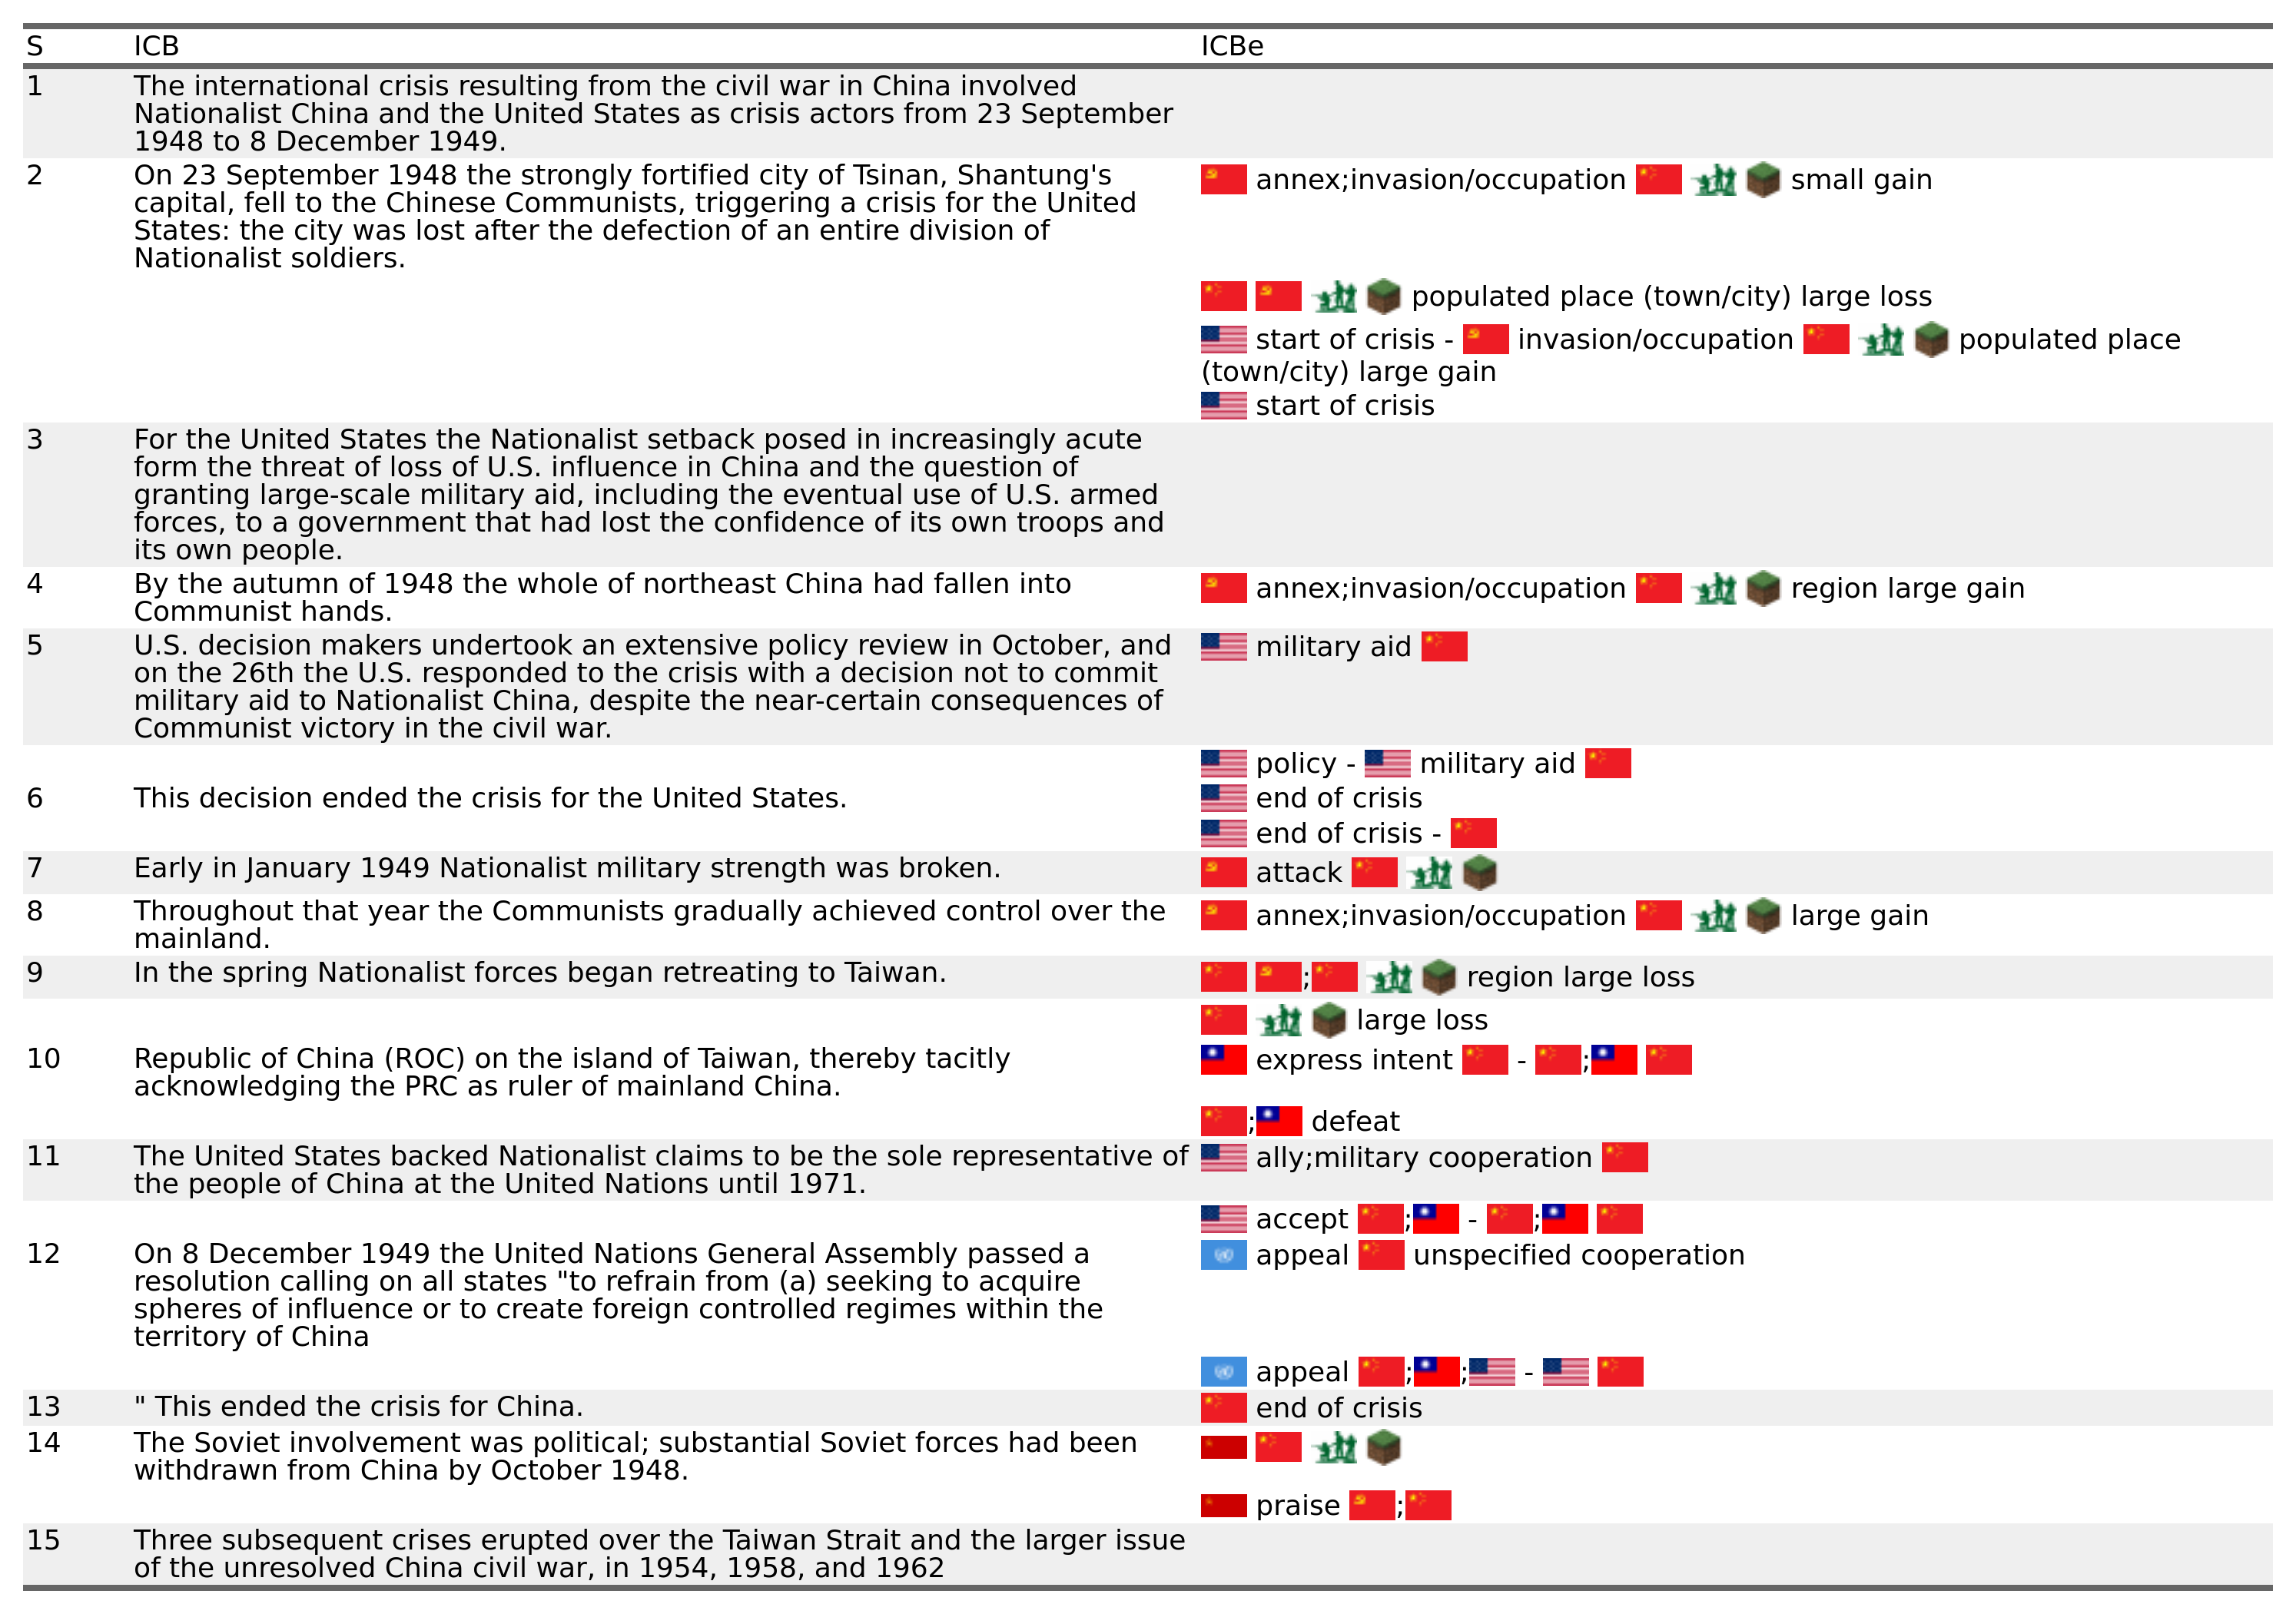 S ICB ICBe
1 The international crisis resulting from the civil war in China involved
Nationalist China and the United States as crisis actors from 23 September
1948 to 8 December 1949.
2 On 23 September 1948 the strongly fortified city of Tsinan, Shantung's
capital, fell to the Chinese Communists, triggering a crisis for the United
States: the city was lost after the defection of an entire division of
Nationalist soldiers.
annex;invasion/occupation small gain
populated place (town/city) large loss
start of crisis - invasion/occupation populated place
(town/city) large gain
start of crisis
3 For the United States the Nationalist setback posed in increasingly acute
form the threat of loss of U.S. influence in China and the question of
granting large-scale military aid, including the eventual use of U.S. armed
forces, to a government that had lost the confidence of its own troops and
its own people.
4 By the autumn of 1948 the whole of northeast China had fallen into
Communist hands.
annex;invasion/occupation region large gain
5 U.S. decision makers undertook an extensive policy review in October, and
on the 26th the U.S. responded to the crisis with a decision not to commit
military aid to Nationalist China, despite the near-certain consequences of
Communist victory in the civil war.
military aid
policy - military aid
6 This decision ended the crisis for the United States.
end of crisis
end of crisis -
7 Early in January 1949 Nationalist military strength was broken.
attack
8 Throughout that year the Communists gradually achieved control over the
mainland.
annex;invasion/occupation large gain
9 In the spring Nationalist forces began retreating to Taiwan.
; region large loss
large loss
10 Republic of China (ROC) on the island of Taiwan, thereby tacitly
acknowledging the PRC as ruler of mainland China.
express intent - ;
; defeat
11 The United States backed Nationalist claims to be the sole representative of
the people of China at the United Nations until 1971.
ally;military cooperation
accept ; - ;
12 On 8 December 1949 the United Nations General Assembly passed a
resolution calling on all states "to refrain from (a) seeking to acquire
spheres of influence or to create foreign controlled regimes within the
territory of China
appeal unspecified cooperation
appeal ; ; -
13 " This ended the crisis for China.
end of crisis
14 The Soviet involvement was political; substantial Soviet forces had been
withdrawn from China by October 1948.
praise ;
15 Three subsequent crises erupted over the Taiwan Strait and the larger issue
of the unresolved China civil war, in 1954, 1958, and 1962